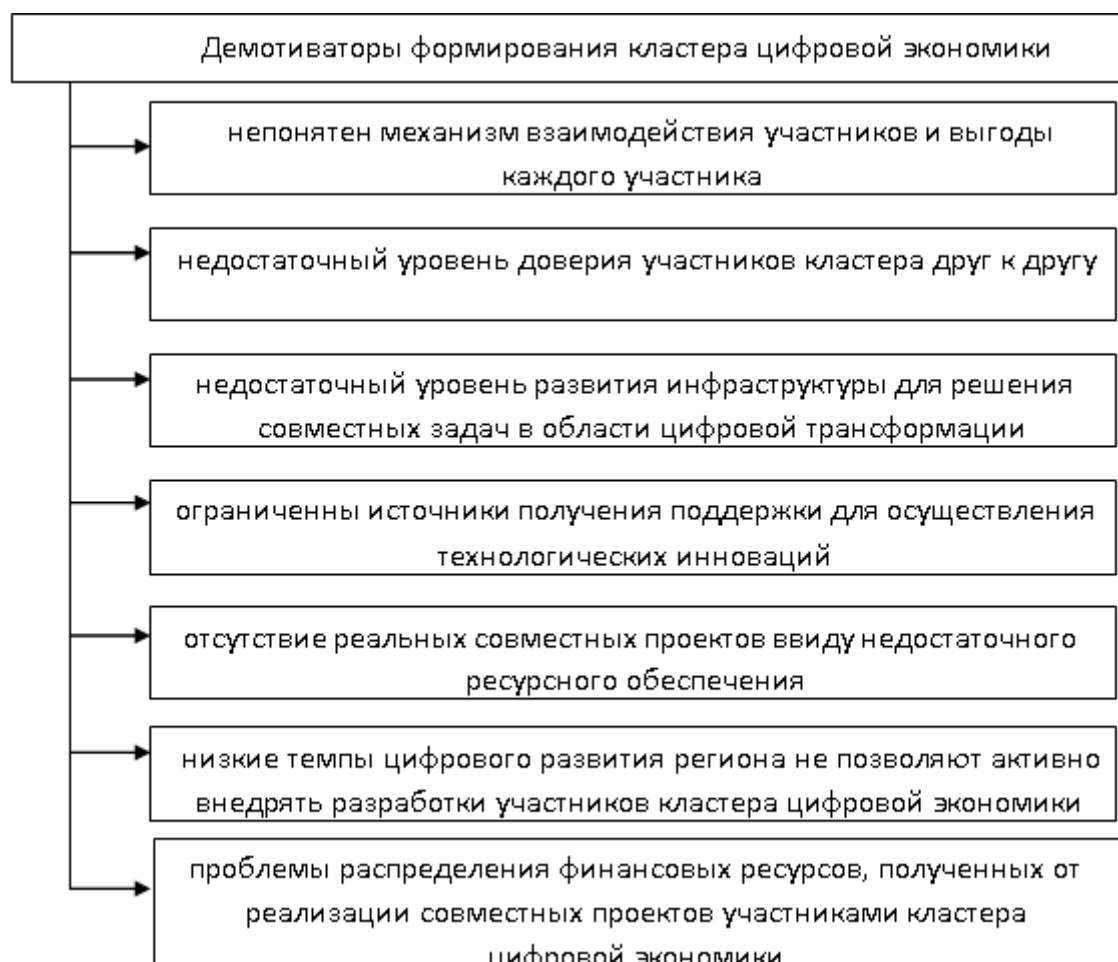 Демотиваторы формирования кластера цифровой экономики
непонятен механизм взаимодействия участников и выгоды
каждого участника
недостаточный уровень доверия участников кластера друг к другу
недостаточный уровень развития инфраструктуры для решения
совместных задач в области цифровой трансформации
ограниченны источники получения поддержки для осуществления
технологических инноваций
отсутствие реальных совместных проектов ввиду недостаточного
ресурсного обеспечения
низкие темпы цифрового развития региона не позволяют активно
внедрять разработки участников кластера цифровой экономики
проблемы распределения финансовых ресурсов, полученных от
реализации совместных проектов участниками кластера
цифровой экономики